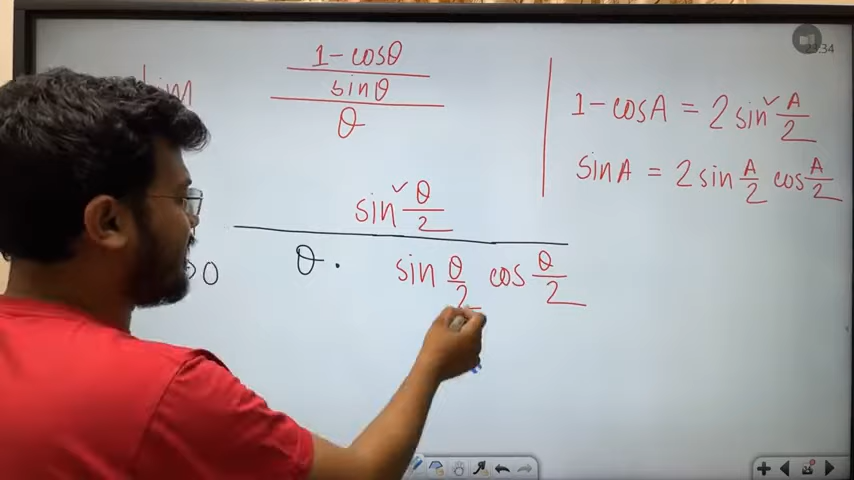 lim
1-cosθ
sinθ
θ
1-cosA = 2 sin² A/2
sinA = 2 sin A/2 cos A/2
sin² θ/2
→0 θ · sin θ/2 cos θ/2